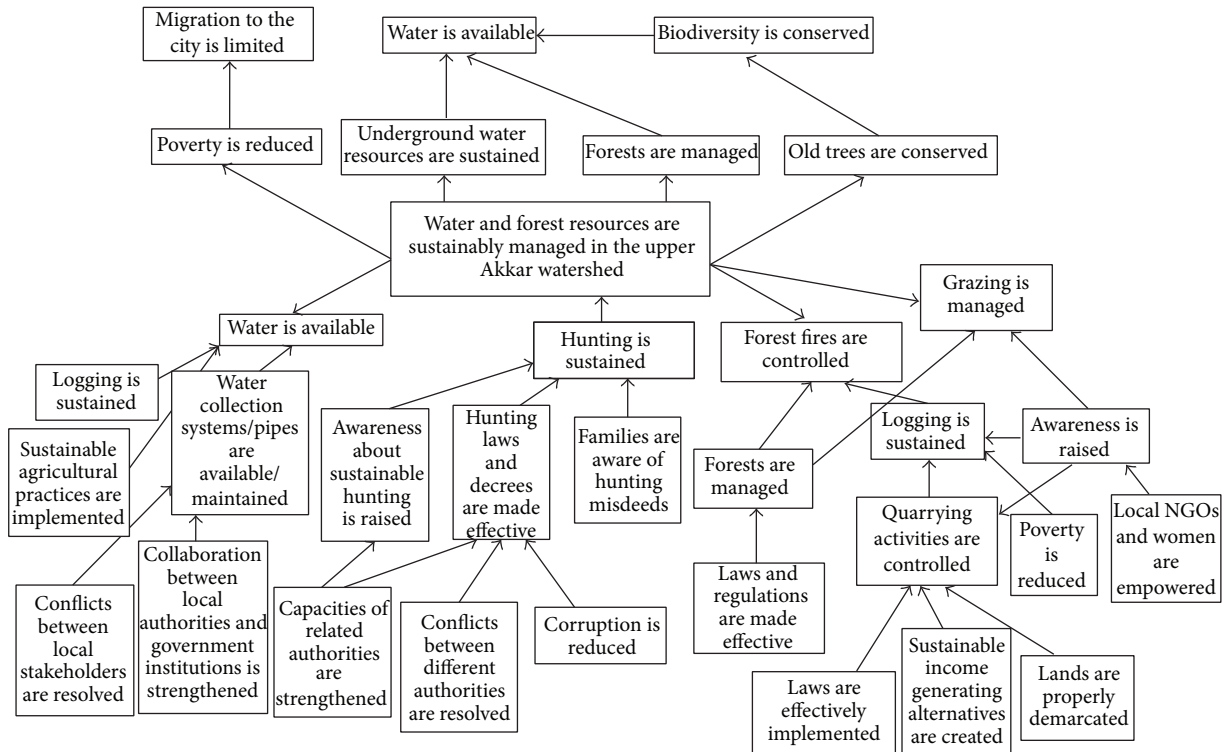 Migration to the
city is limited
Water is available
Biodiversity is conserved
Poverty is reduced
Underground water
resources are sustained
Forests are managed
Old trees are conserved
Water and forest resources are
sustainably managed in the upper
Akkar watershed
Grazing is
managed
Water is available
Hunting
is sustained
Forest fires are
controlled
Logging is
sustained
Water
collection
systems/pipes
are
available/
maintained
Sustainable
agricultural
practices are
implemented
Awareness
about
sustainable
hunting
is raised
Hunting
laws
and
decrees
are made
effective
Families are
aware of
hunting
misdeeds
Forests are
managed
Logging is
sustained
Awareness is
raised
Quarrying
activities are
controlled
Poverty
is
reduced
Local NGOs
and women
are
empowered
Conflicts
between
local
stakeholders
are resolved
Collaboration
between
local
authorities and
government
institutions is
strengthened
Capacities of
related
authorities
are
strengthened
Conflicts
between
different
authorities
are resolved
Corruption is
reduced
Laws and
regulations
are made
effective
Laws are
effectively
implemented
Sustainable
income
generating
alternatives
are created
Lands are
properly
demarcated